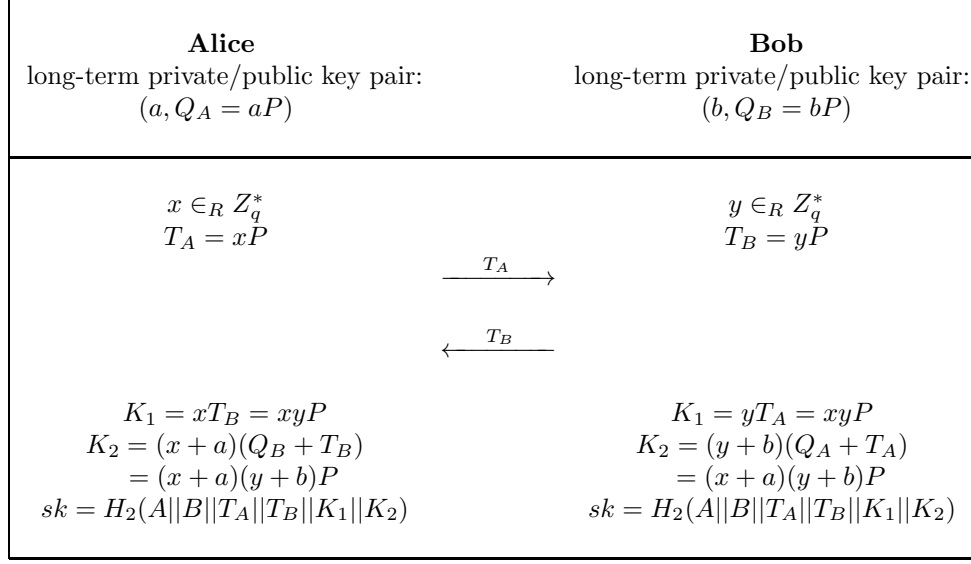 Alice
long-term private/public key pair:
(a, Q_A = aP)
Bob
long-term private/public key pair:
(b, Q_B = bP)
x ∈_R Z_q^*
T_A = xP
y ∈_R Z_q^*
T_B = yP
T_A
T_B
K_1 = xT_B = xyP
K_2 = (x + a)(Q_B + T_B)
= (x + a)(y + b)P
sk = H_2(A||B||T_A||T_B||K_1||K_2)
K_1 = yT_A = xyP
K_2 = (y + b)(Q_A + T_A)
= (x + a)(y + b)P
sk = H_2(A||B||T_A||T_B||K_1||K_2)